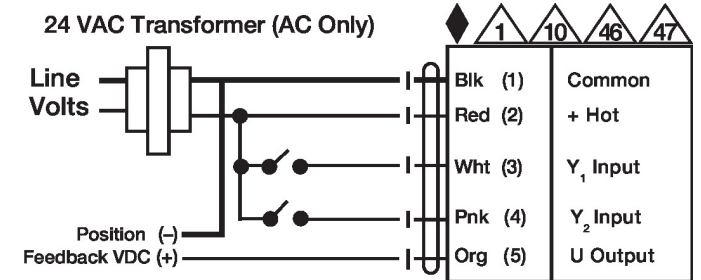 24 VAC Transformer (AC Only)
1 10 46 47
Line Volts
Blk (1) Common
Red (2) + Hot
Wht (3) Y1 Input
Pnk (4) Y2 Input
Position (–)
Feedback VDC (+)
Org (5) U Output